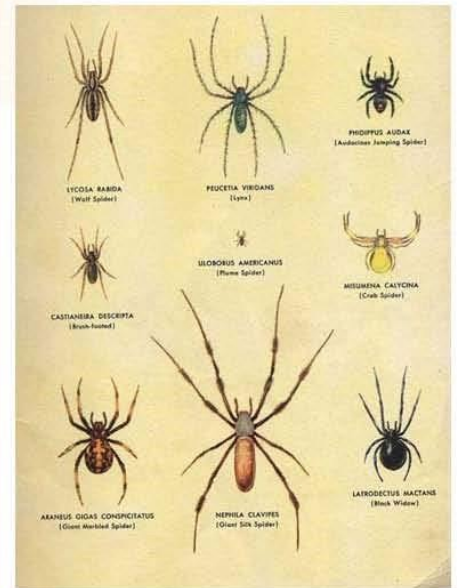 LYCOSA RABIDA
(Wolf Spider)
PEUCETIA VIRIDANS
(Lynx)
PHIDIPPUS AUDAX
(Audacious Jumping Spider)
CASTIANEIRA DESCRIPTA
(Brush-footed)
ULOBORUS AMERICANUS
(Plume Spider)
MISUMENA CALYCINA
(Crab Spider)
ARANEUS GIGAS CONSPICITATUS
(Giant Marbled Spider)
NEPHILA CLAVIPES
(Giant Silk Spider)
LATRODECTUS MACTANS
(Black Widow)